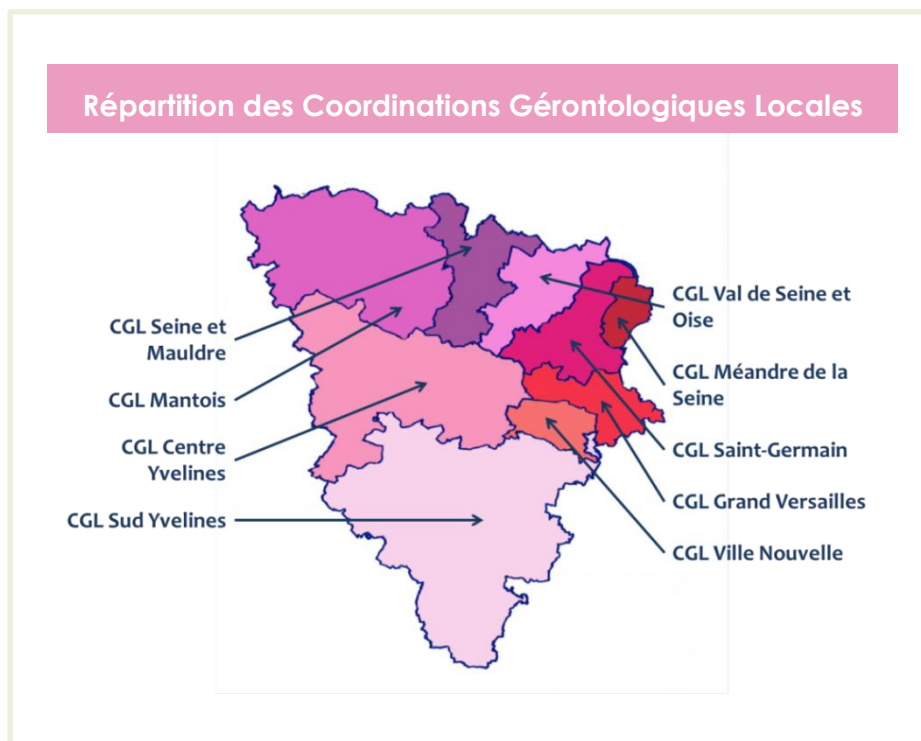 Répartition des Coordinations Gérontologiques Locales
CGL Seine et
Mauldre
CGL Mantois
CGL Centre
Yvelines
CGL Sud Yvelines
CGL Val de Seine et
Oise
CGL Méandre de la
Seine
CGL Saint-Germain
CGL Grand Versailles
CGL Ville Nouvelle